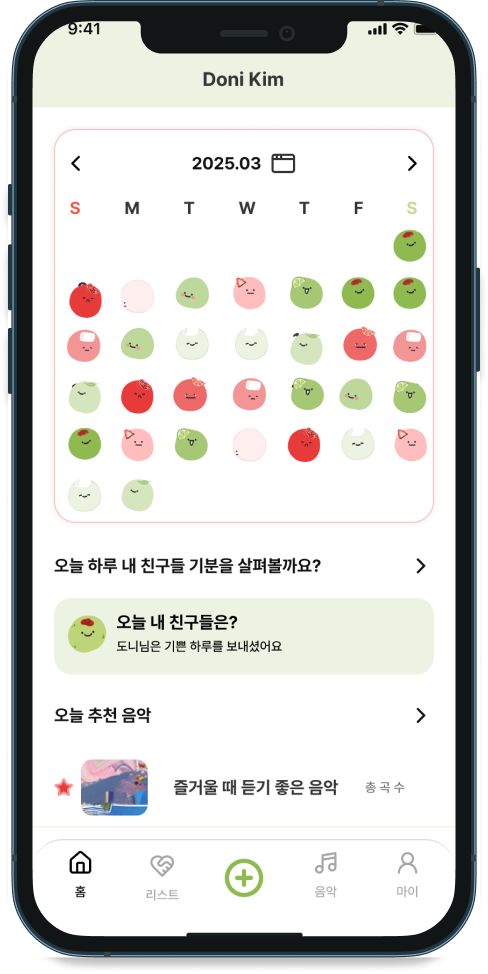 9:41
Doni Kim
2025.03
S M T W T F S
오늘 하루 내 친구들 기분을 살펴볼까요?
오늘 내 친구들은?
도니님은 기쁜 하루를 보내셨어요
오늘 추천 음악
즐거울 때 듣기 좋은 음악 총 곡 수
홈 리스트 음악 마이